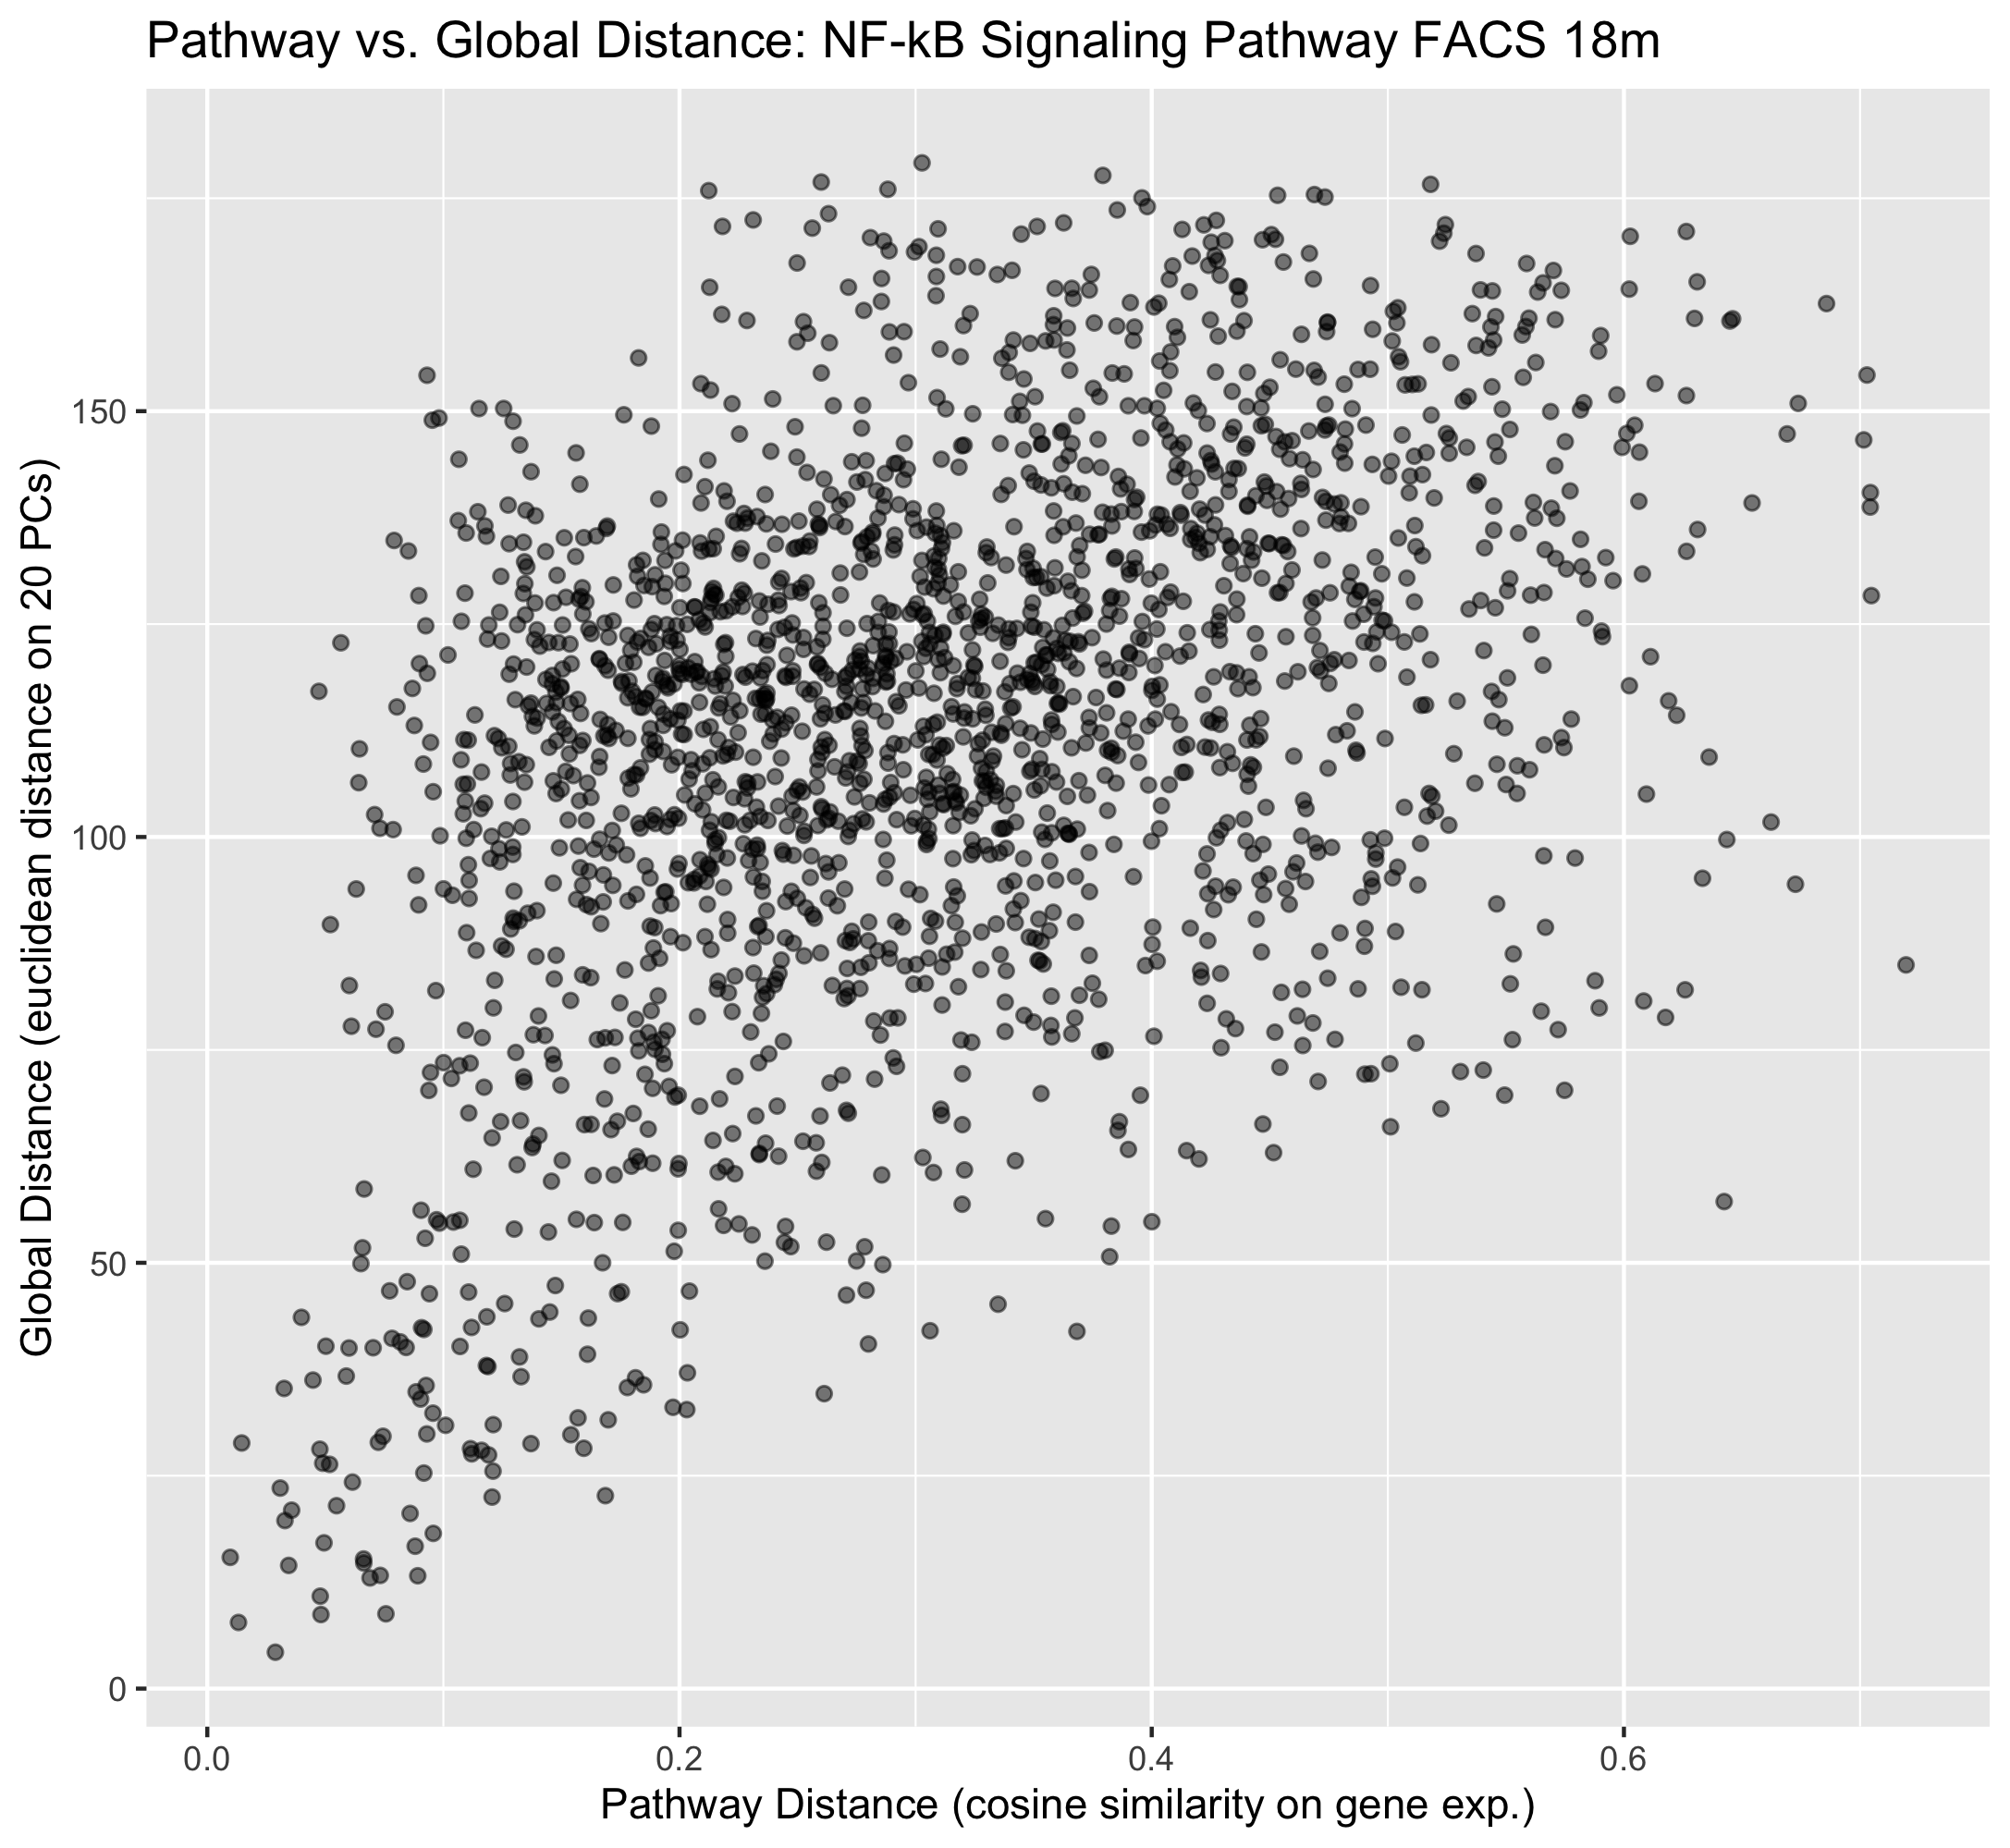 Pathway vs. Global Distance: NF-kB Signaling Pathway FACS 18m
Global Distance (euclidean distance on 20 PCs)
150
100
50
0
0.0 0.2 0.4 0.6
Pathway Distance (cosine similarity on gene exp.)